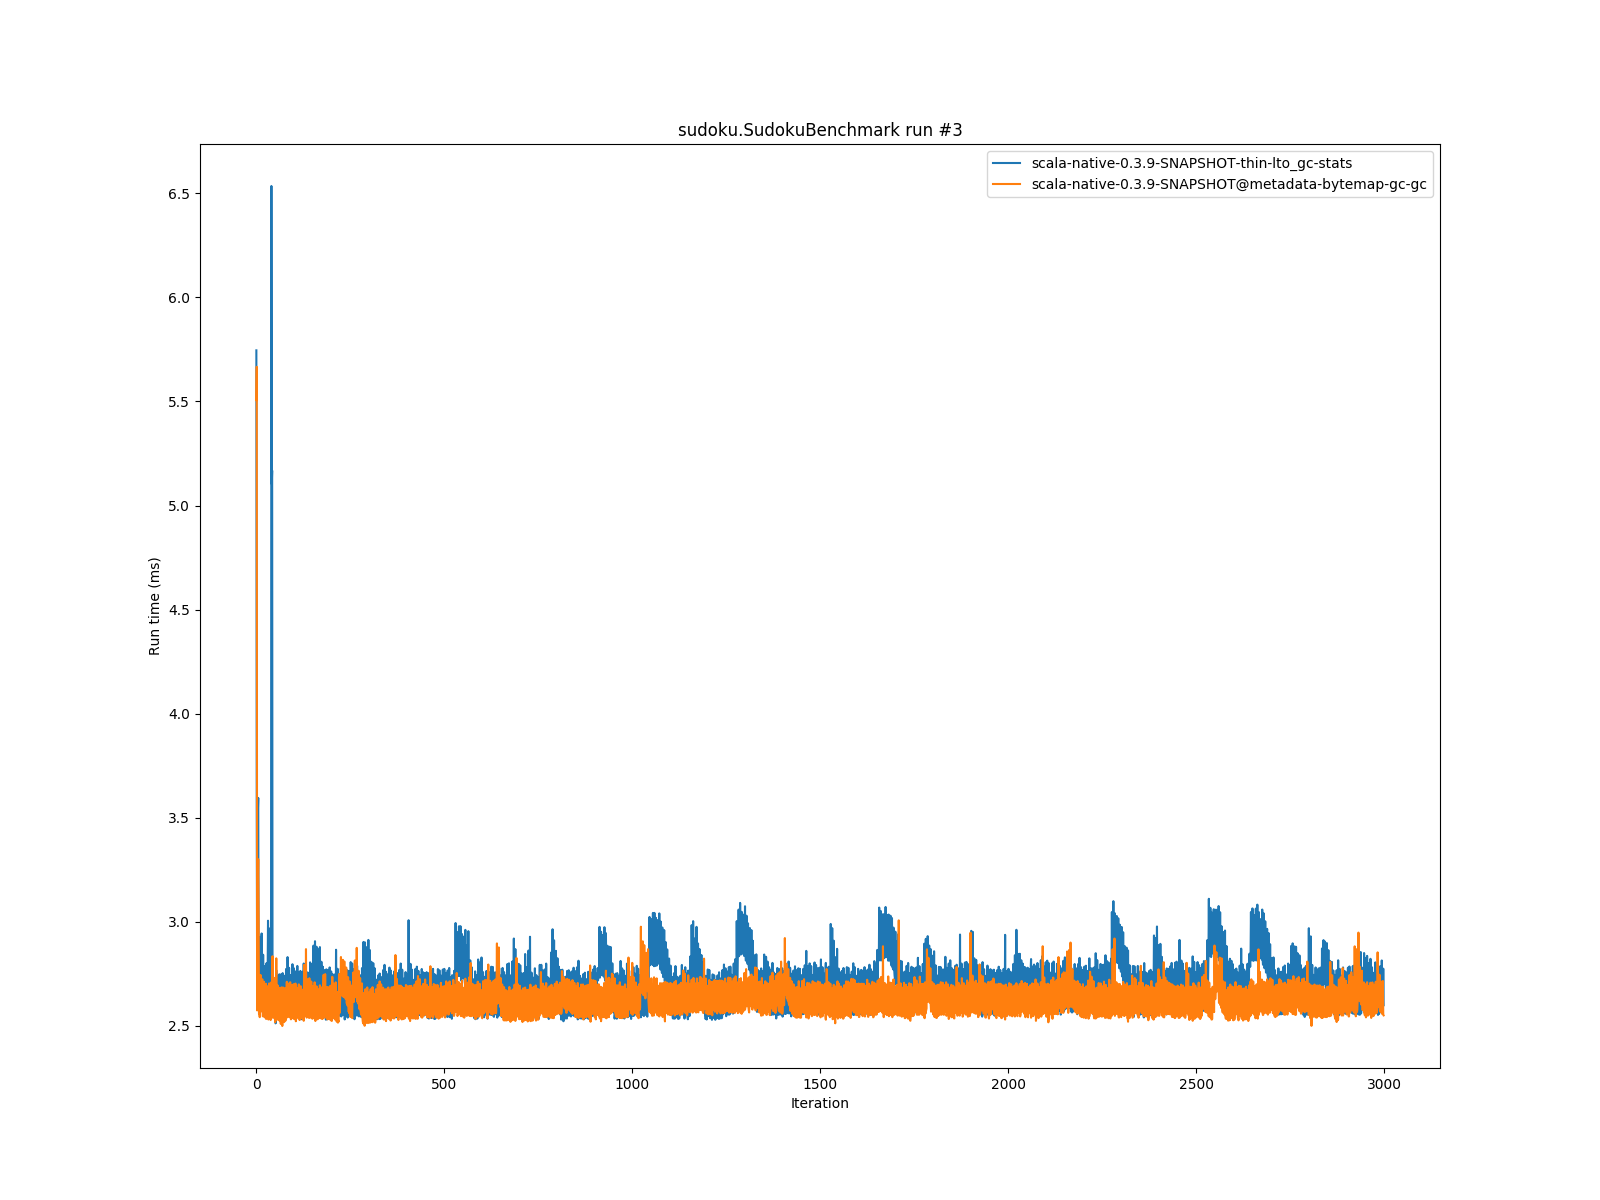 sudoku.SudokuBenchmark run #3
scala-native-0.3.9-SNAPSHOT-thin-lto_gc-stats
scala-native-0.3.9-SNAPSHOT@metadata-bytemap-gc-gc
6.5
6.0
5.5
5.0
4.5
4.0
3.5
3.0
2.5
Run time (ms)
0 500 1000 1500 2000 2500 3000
Iteration